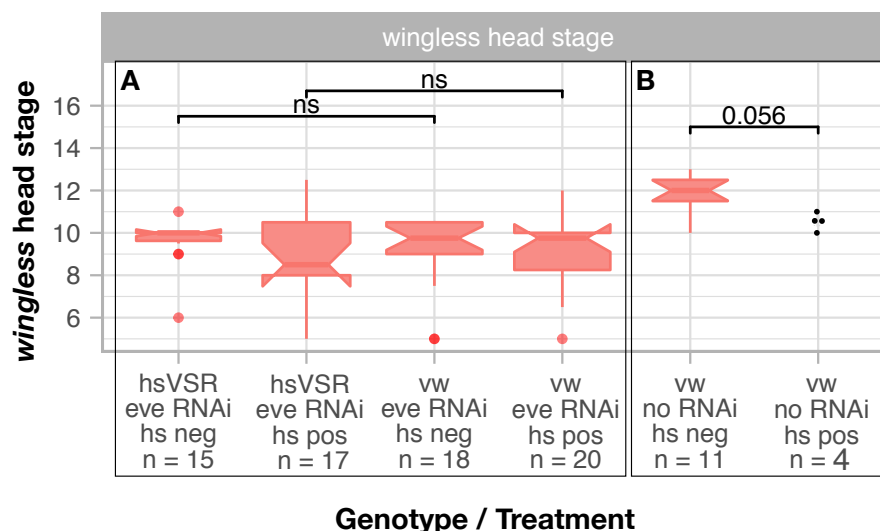 wingless head stage
A
B
ns
ns
0.056
wingless head stage
16
14
12
10
8
6
hsVSR
eve RNAi
hs neg
n = 15
hsVSR
eve RNAi
hs pos
n = 17
vw
eve RNAi
hs neg
n = 18
vw
eve RNAi
hs pos
n = 20
vw
no RNAi
hs neg
n = 11
vw
no RNAi
hs pos
n = 4
Genotype / Treatment